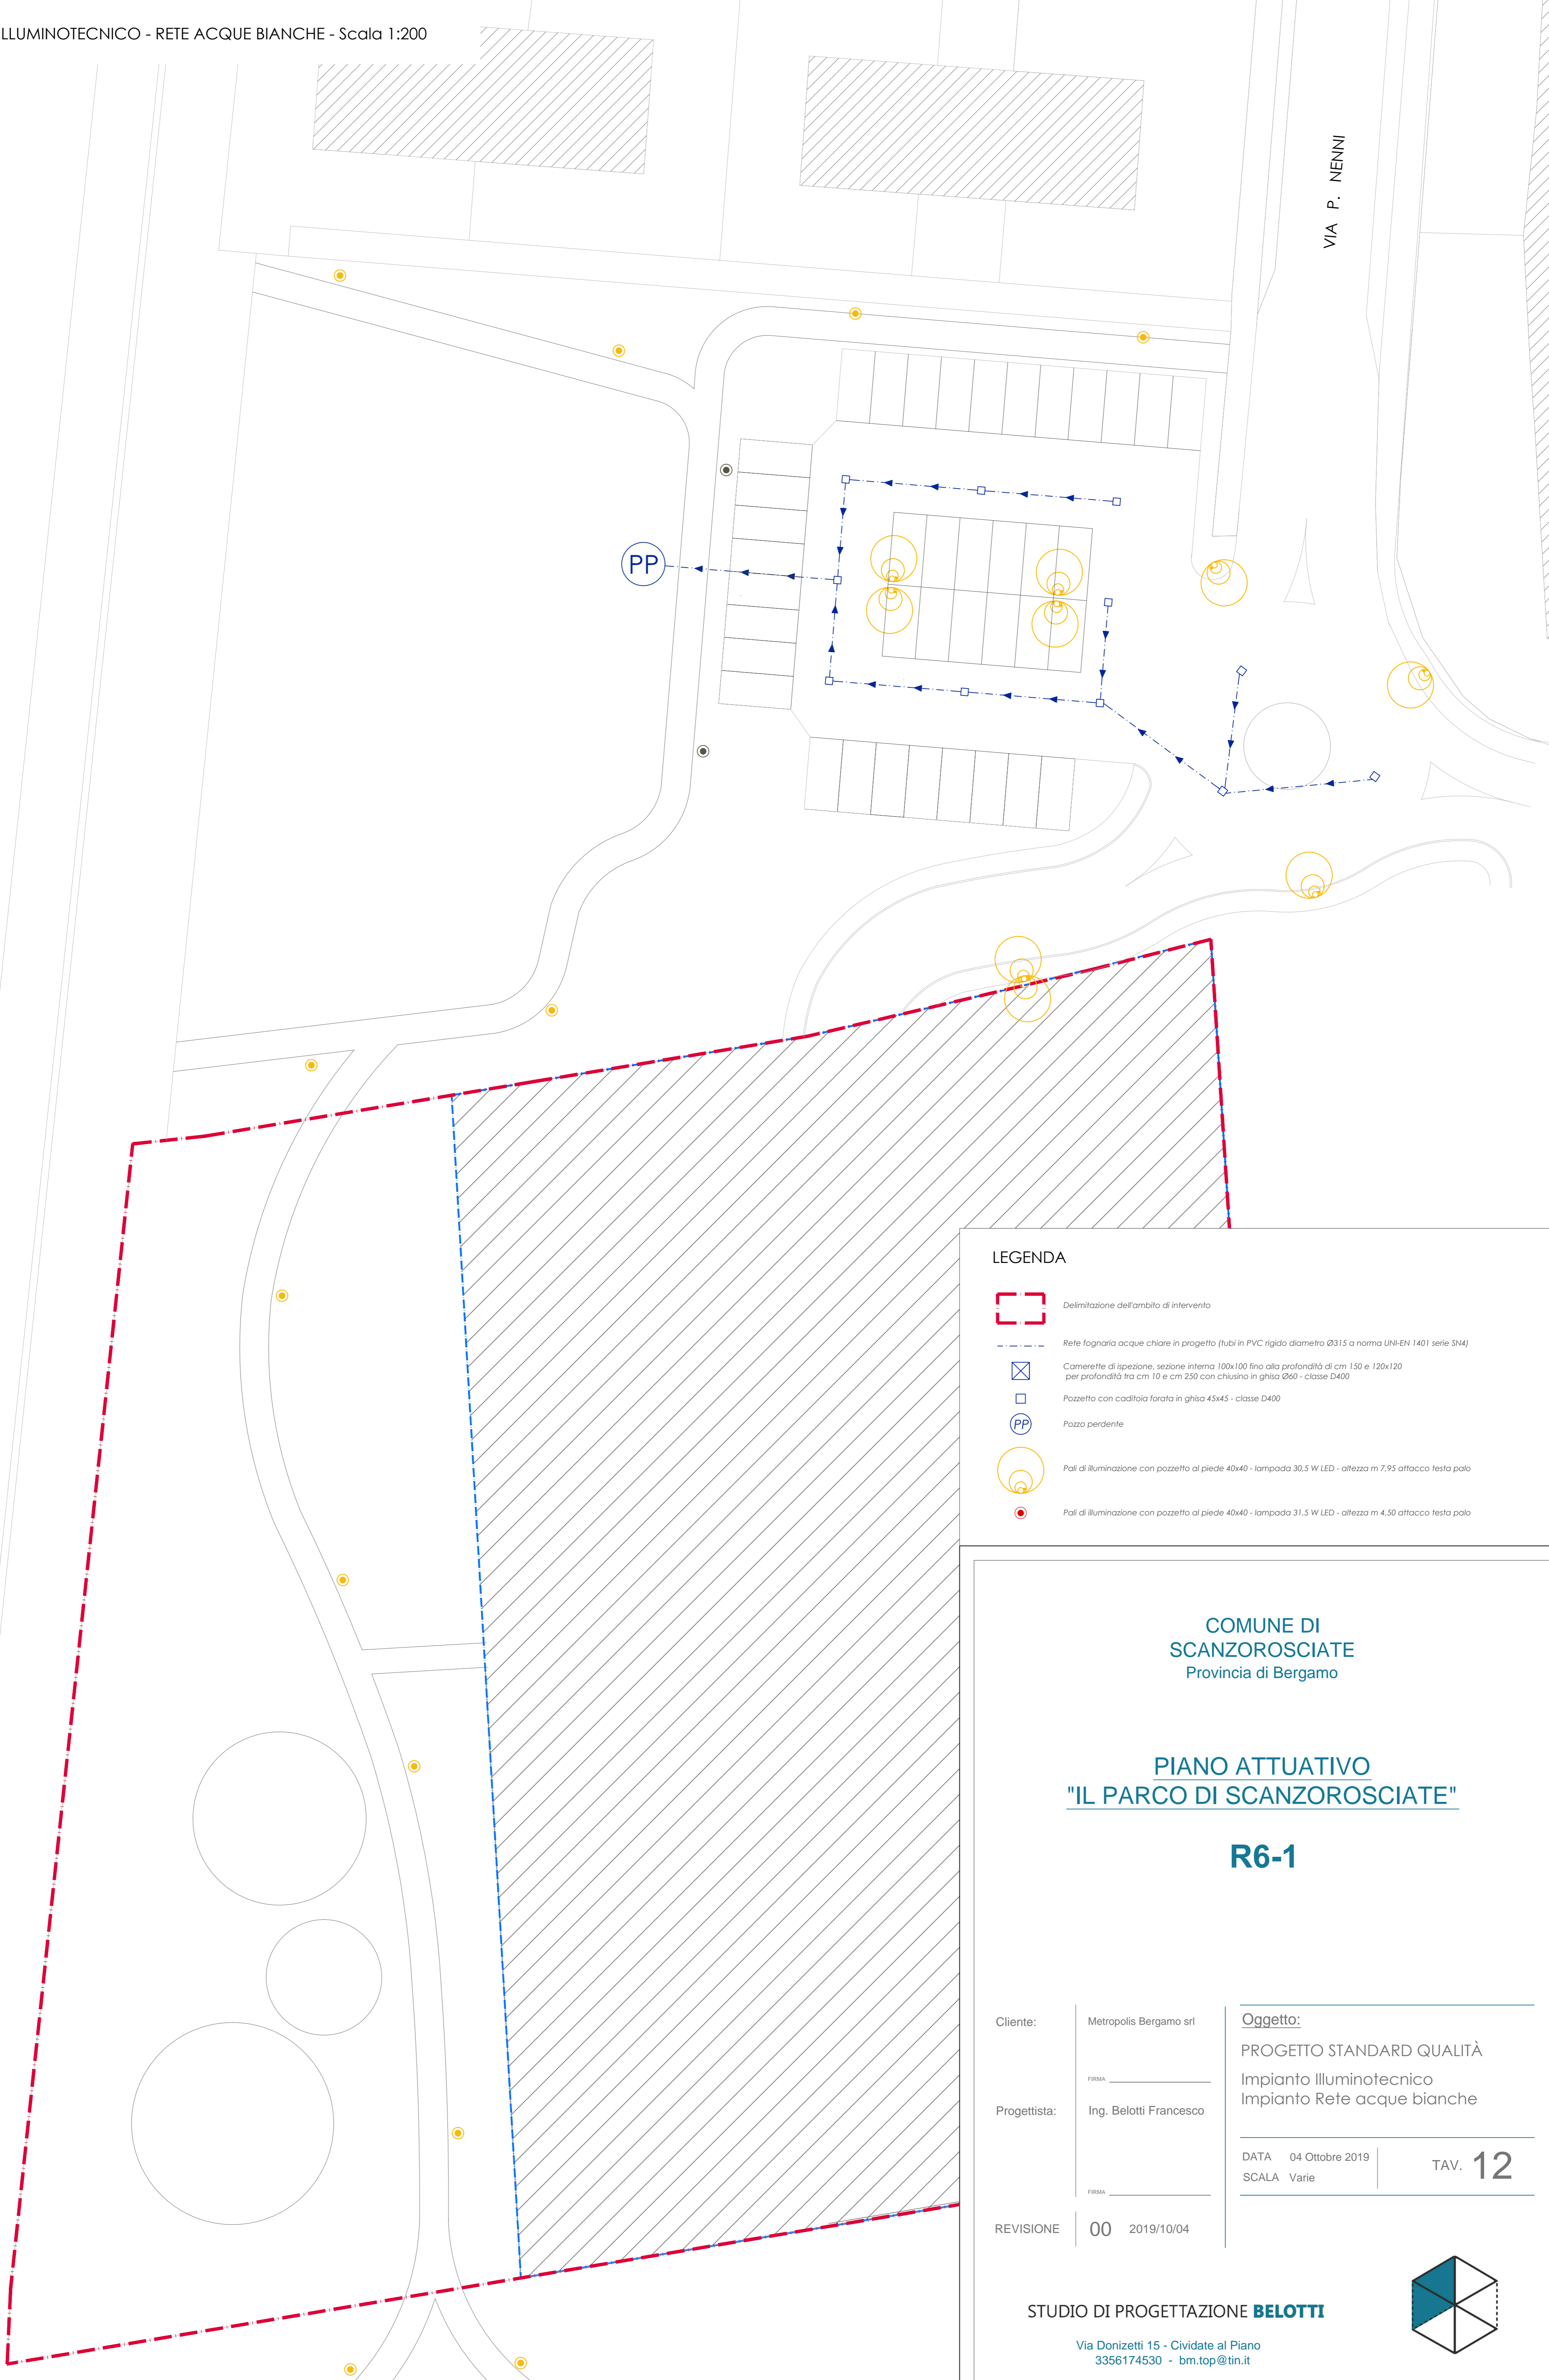 LLUMINOTECNICO - RETE ACQUE BIANCHE - Scala 1:200
VIA P. NENNI
PP
LEGENDA
Delimitazione dell'ambito di intervento
Rete fognaria acque chiare in progetto (tubi in PVC rigido diametro Ø315 a norma UNI-EN 1401 serie SN4)
Camerette di ispezione, sezione interna 100x100 fino alla profondità di cm 150 e 120x120
per profondità tra cm 10 e cm 250 con chiusino in ghisa Ø60 - classe D400
Pozzetto con caditoia forata in ghisa 45x45 - classe D400
PP
Pozzo perdente
Pali di illuminazione con pozzetto al piede 40x40 - lampada 30,5 W LED - altezza m 7,95 attacco testa palo
Pali di illuminazione con pozzetto al piede 40x40 - lampada 31,5 W LED - altezza m 4,50 attacco testa palo
COMUNE DI
SCANZOROSCIATE
Provincia di Bergamo
PIANO ATTUATIVO
"IL PARCO DI SCANZOROSCIATE"
R6-1
Cliente:
Metropolis Bergamo srl
FIRMA
Progettista:
Ing. Belotti Francesco
FIRMA
REVISIONE
00 2019/10/04
Oggetto:
PROGETTO STANDARD QUALITÀ
Impianto Illuminotecnico
Impianto Rete acque bianche
DATA 04 Ottobre 2019
SCALA Varie
TAV. 12
STUDIO DI PROGETTAZIONE BELOTTI
Via Donizetti 15 - Cividate al Piano
3356174530 - bm.top@tin.it